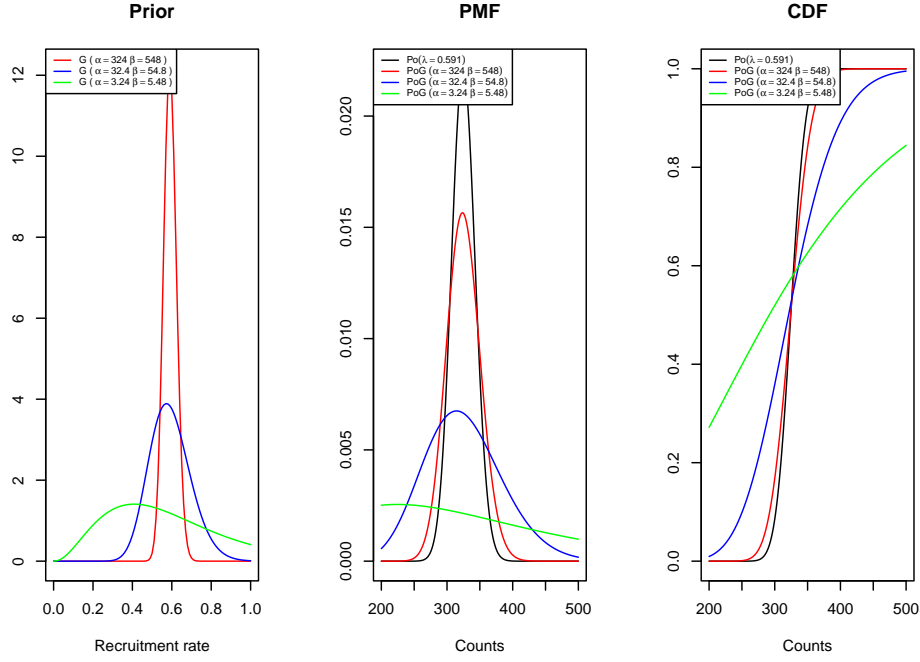 Prior
G ( α = 324 β = 548 )
G ( α = 32.4 β = 54.8 )
G ( α = 3.24 β = 5.48 )
12
10
8
6
4
2
0
0.0 0.2 0.4 0.6 0.8 1.0
Recruitment rate
PMF
Po(λ = 0.591)
PoG ( α = 324 β = 548 )
PoG ( α = 32.4 β = 54.8 )
PoG ( α = 3.24 β = 5.48 )
0.020
0.015
0.010
0.005
0.000
200 300 400 500
Counts
CDF
Po(λ = 0.591)
PoG ( α = 324 β = 548 )
PoG ( α = 32.4 β = 54.8 )
PoG ( α = 3.24 β = 5.48 )
1.0
0.8
0.6
0.4
0.2
0.0
200 300 400 500
Counts